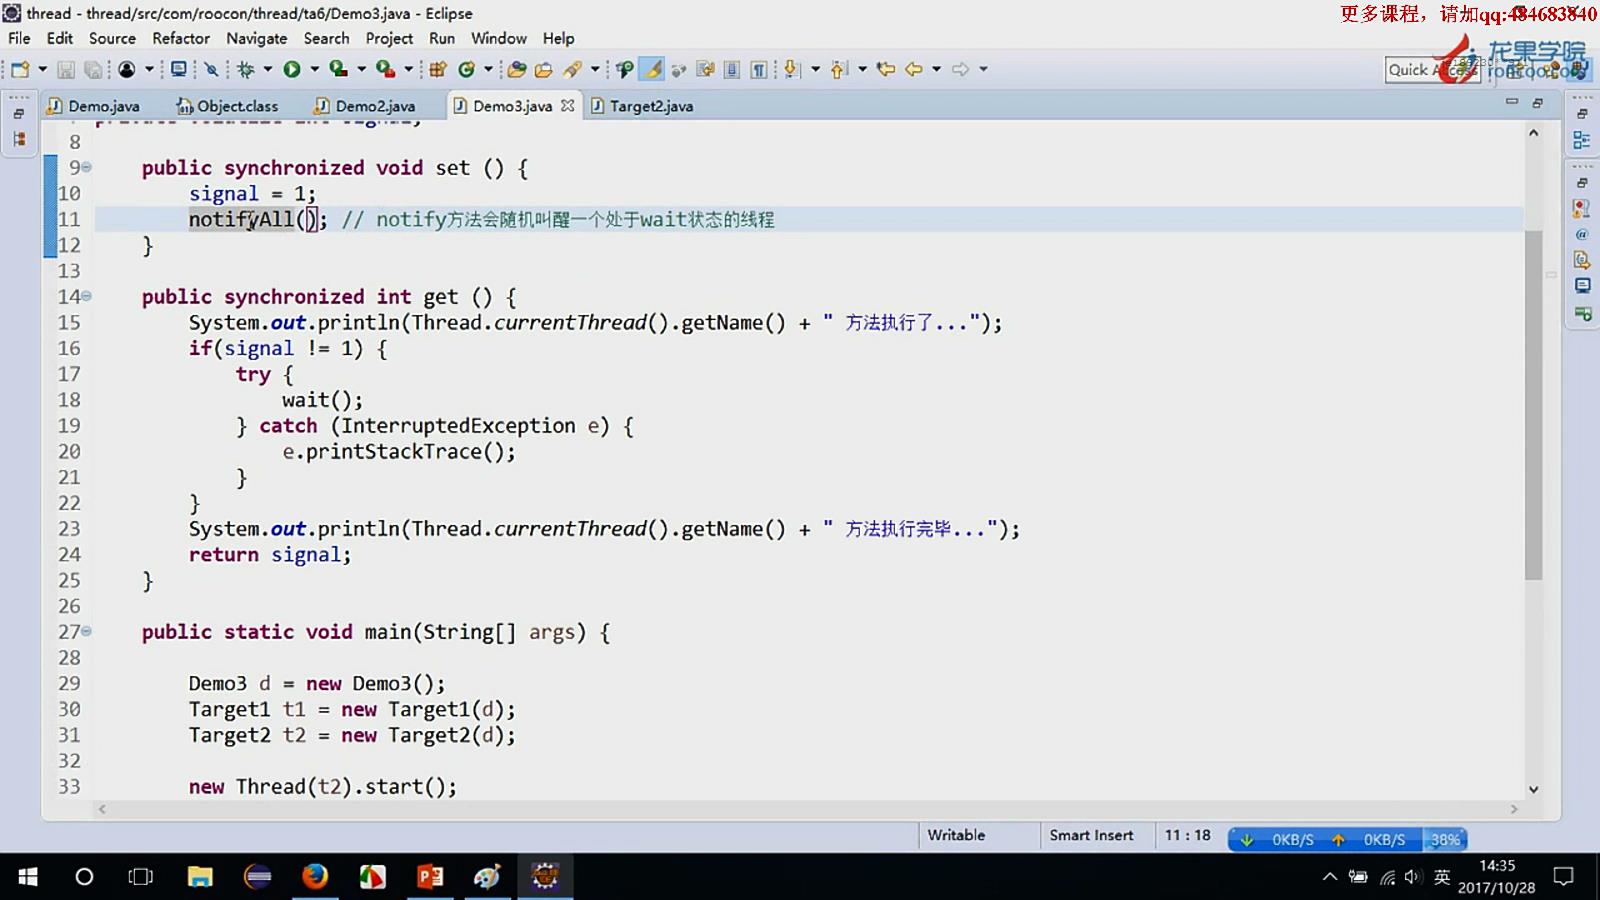 thread - thread/src/com/roocon/thread/ta6/Demo3.java - Eclipse
更多课程，请加qq:484683840
File Edit Source Refactor Navigate Search Project Run Window Help
龙果学院
Quick Access
roncoo.com
Demo.java Object.class Demo2.java Demo3.java Target2.java
private volatile int signal;
8
9 public synchronized void set () {
10 signal = 1;
11 notifyAll(); // notify方法会随机叫醒一个处于wait状态的线程
12 }
13
14 public synchronized int get () {
15 System.out.println(Thread.currentThread().getName() + " 方法执行了...");
16 if(signal != 1) {
17 try {
18 wait();
19 } catch (InterruptedException e) {
20 e.printStackTrace();
21 }
22 }
23 System.out.println(Thread.currentThread().getName() + " 方法执行完毕...");
24 return signal;
25 }
26
27 public static void main(String[] args) {
28
29 Demo3 d = new Demo3();
30 Target1 t1 = new Target1(d);
31 Target2 t2 = new Target2(d);
32
33 new Thread(t2).start();
Writable Smart Insert 11 : 18 0KB/S 0KB/S 38%
英 14:35
2017/10/28